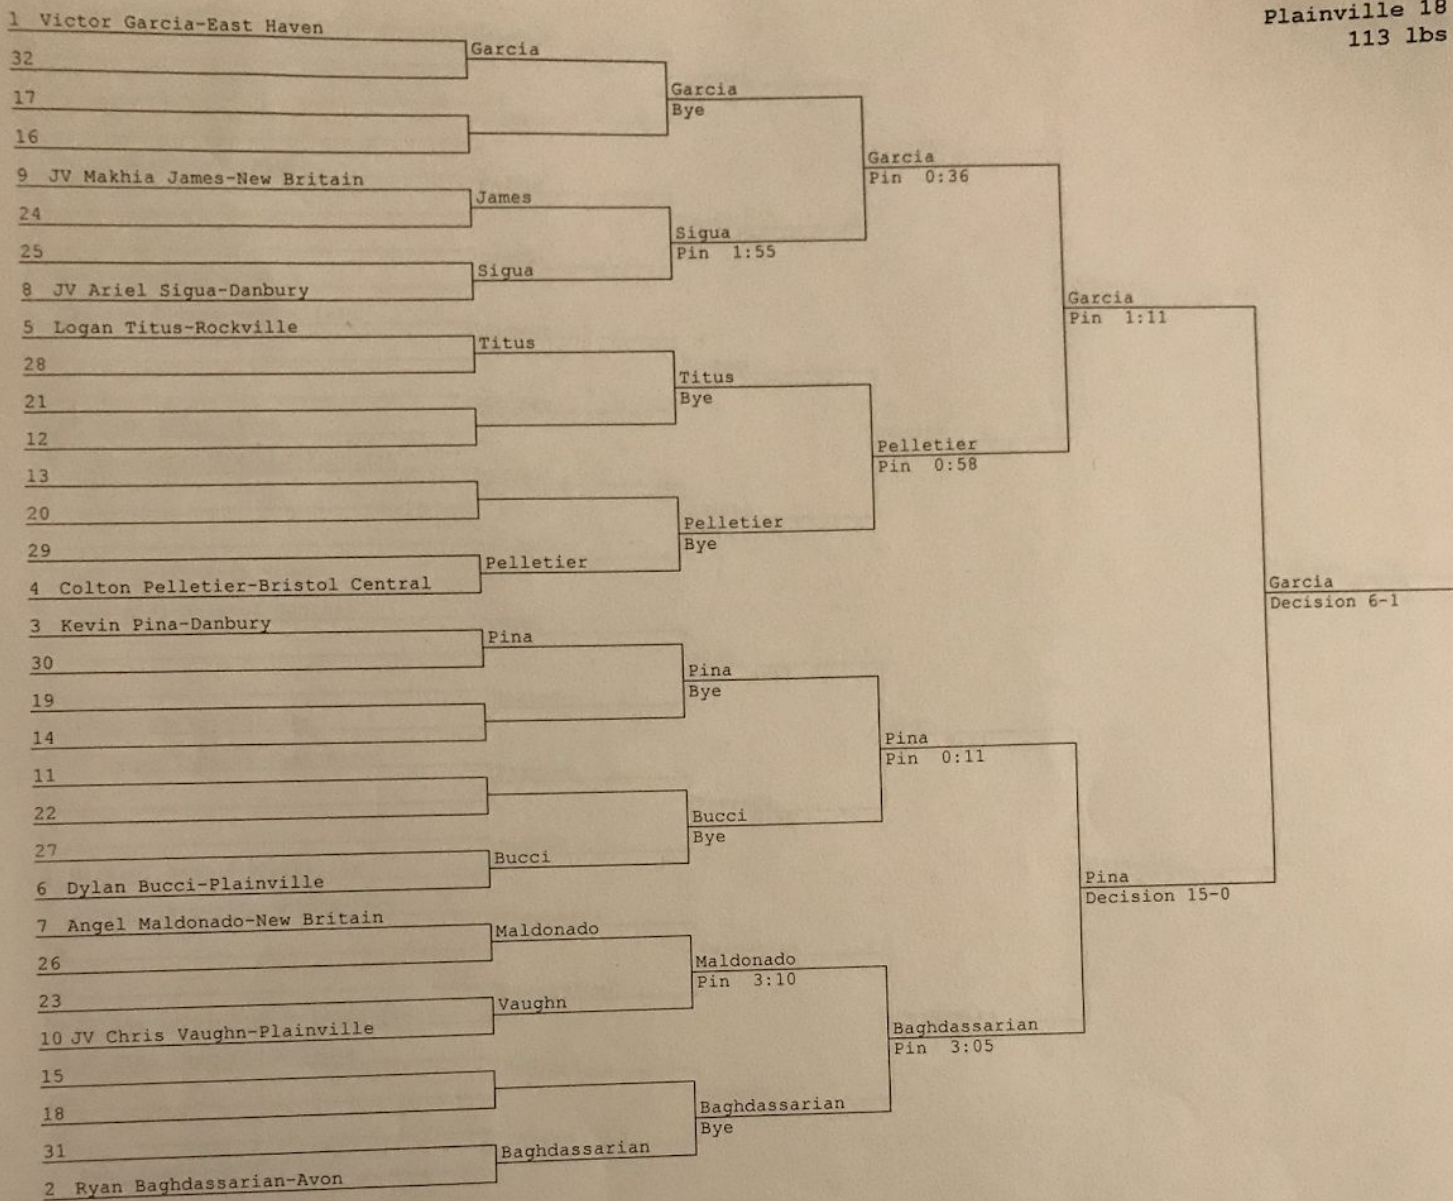 Plainville 18
113 lbs
1 Victor Garcia-East Haven
32
17
16
9 JV Makhia James-New Britain
24
25
8 JV Ariel Sigua-Danbury
5 Logan Titus-Rockville
28
21
12
13
20
29
4 Colton Pelletier-Bristol Central
3 Kevin Pina-Danbury
30
19
14
11
22
27
6 Dylan Bucci-Plainville
7 Angel Maldonado-New Britain
26
23
10 JV Chris Vaughn-Plainville
15
18
31
2 Ryan Baghdassarian-Avon
Garcia
James
Sigua
Titus
Pelletier
Pina
Bucci
Maldonado
Vaughn
Baghdassarian
Garcia
Bye
Sigua
Pin 1:55
Titus
Bye
Pelletier
Bye
Pina
Bye
Bucci
Bye
Maldonado
Pin 3:10
Baghdassarian
Bye
Garcia
Pin 0:36
Pelletier
Pin 0:58
Pina
Pin 0:11
Baghdassarian
Pin 3:05
Garcia
Pin 1:11
Pina
Decision 15-0
Garcia
Decision 6-1